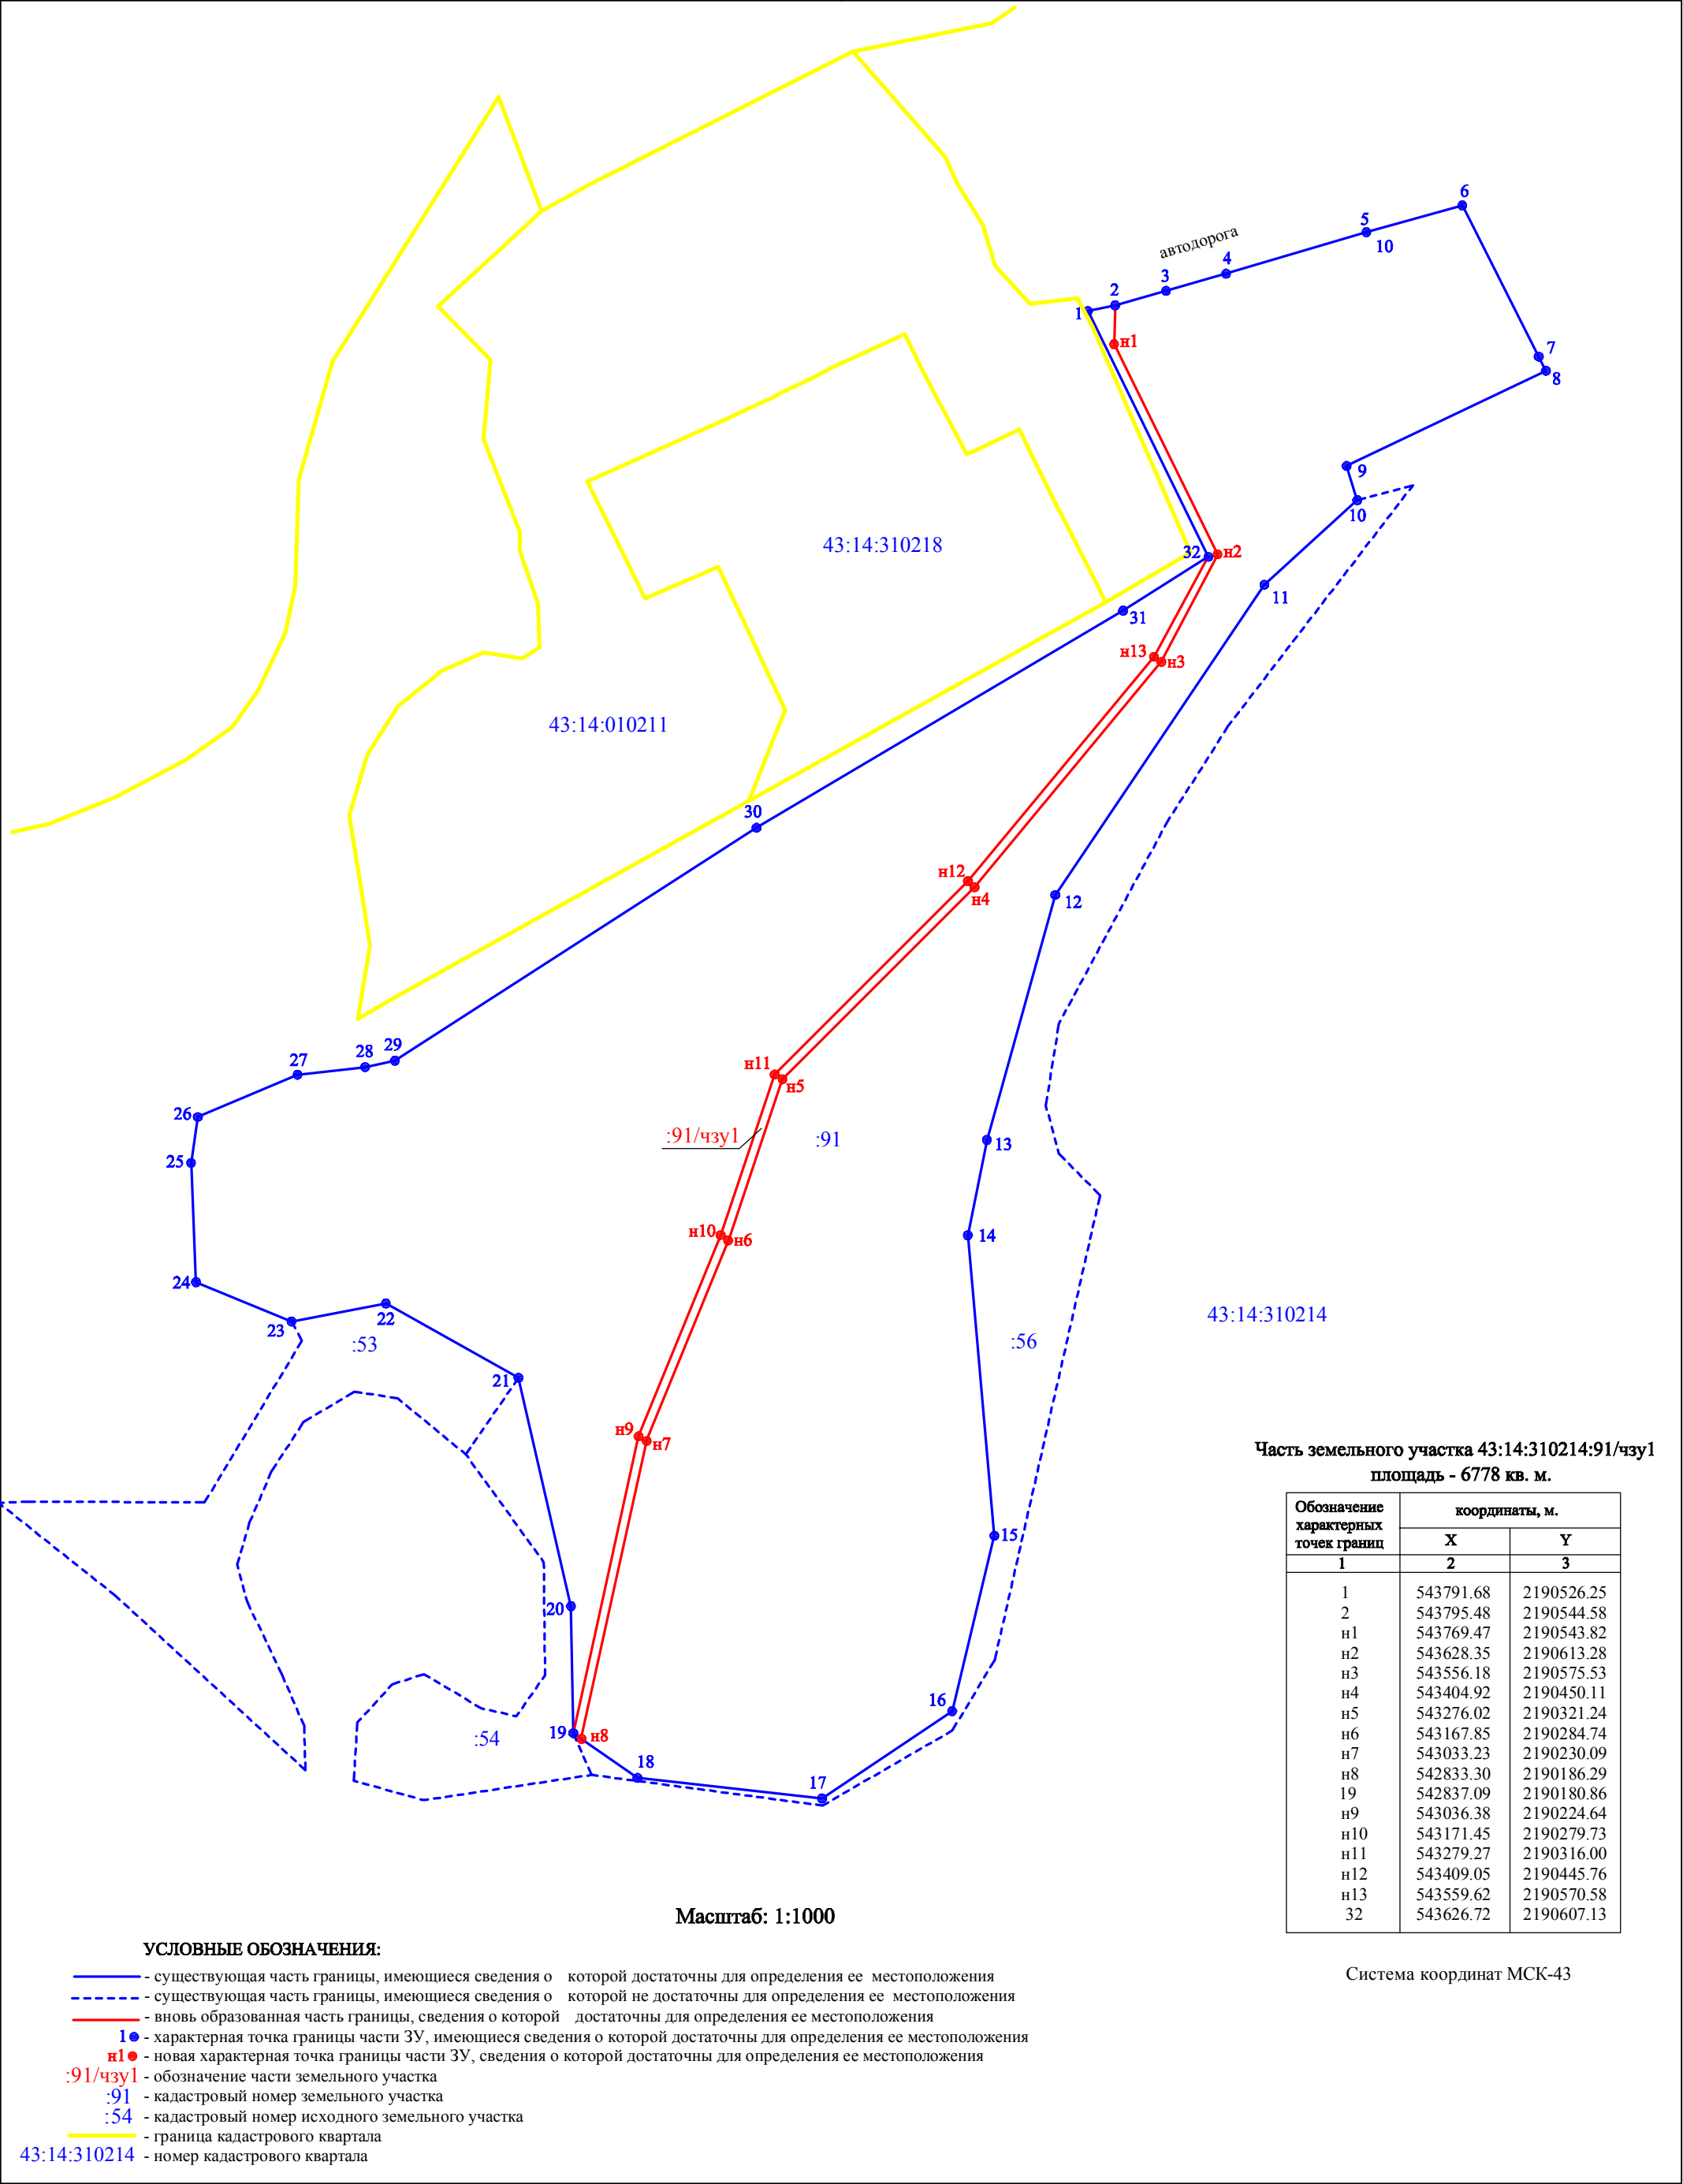 6
5
10
автодорога
4
3
2
1
н1
7
8
9
10
43:14:310218
32
н2
11
31
н13
н3
43:14:010211
30
н12
н4
12
29
28
27
н11
н5
26
:91/чзу1
:91
13
25
н10
н6
14
24
22
23
:53
43:14:310214
:56
21
н9
н7
Часть земельного участка 43:14:310214:91/чзу1
площадь - 6778 кв. м.
Обозначение характерных точек границ
координаты, м.
X Y
1 2 3
1 543791.68 2190526.25
2 543795.48 2190544.58
н1 543769.47 2190543.82
н2 543628.35 2190613.28
н3 543556.18 2190575.53
н4 543404.92 2190450.11
н5 543276.02 2190321.24
н6 543167.85 2190284.74
н7 543033.23 2190230.09
н8 542833.30 2190186.29
19 542837.09 2190180.86
н9 543036.38 2190224.64
н10 543171.45 2190279.73
н11 543279.27 2190316.00
н12 543409.05 2190445.76
н13 543559.62 2190570.58
32 543626.72 2190607.13
Система координат МСК-43
15
20
16
19
н8
:54
18
17
Масштаб: 1:1000
УСЛОВНЫЕ ОБОЗНАЧЕНИЯ:
- существующая часть границы, имеющиеся сведения о которой достаточны для определения ее местоположения
- существующая часть границы, имеющиеся сведения о которой не достаточны для определения ее местоположения
- вновь образованная часть границы, сведения о которой достаточны для определения ее местоположения
1 - характерная точка границы части ЗУ, имеющиеся сведения о которой достаточны для определения ее местоположения
н1 - новая характерная точка границы части ЗУ, сведения о которой достаточны для определения ее местоположения
:91/чзу1 - обозначение части земельного участка
:91 - кадастровый номер земельного участка
:54 - кадастровый номер исходного земельного участка
- граница кадастрового квартала
43:14:310214 - номер кадастрового квартала